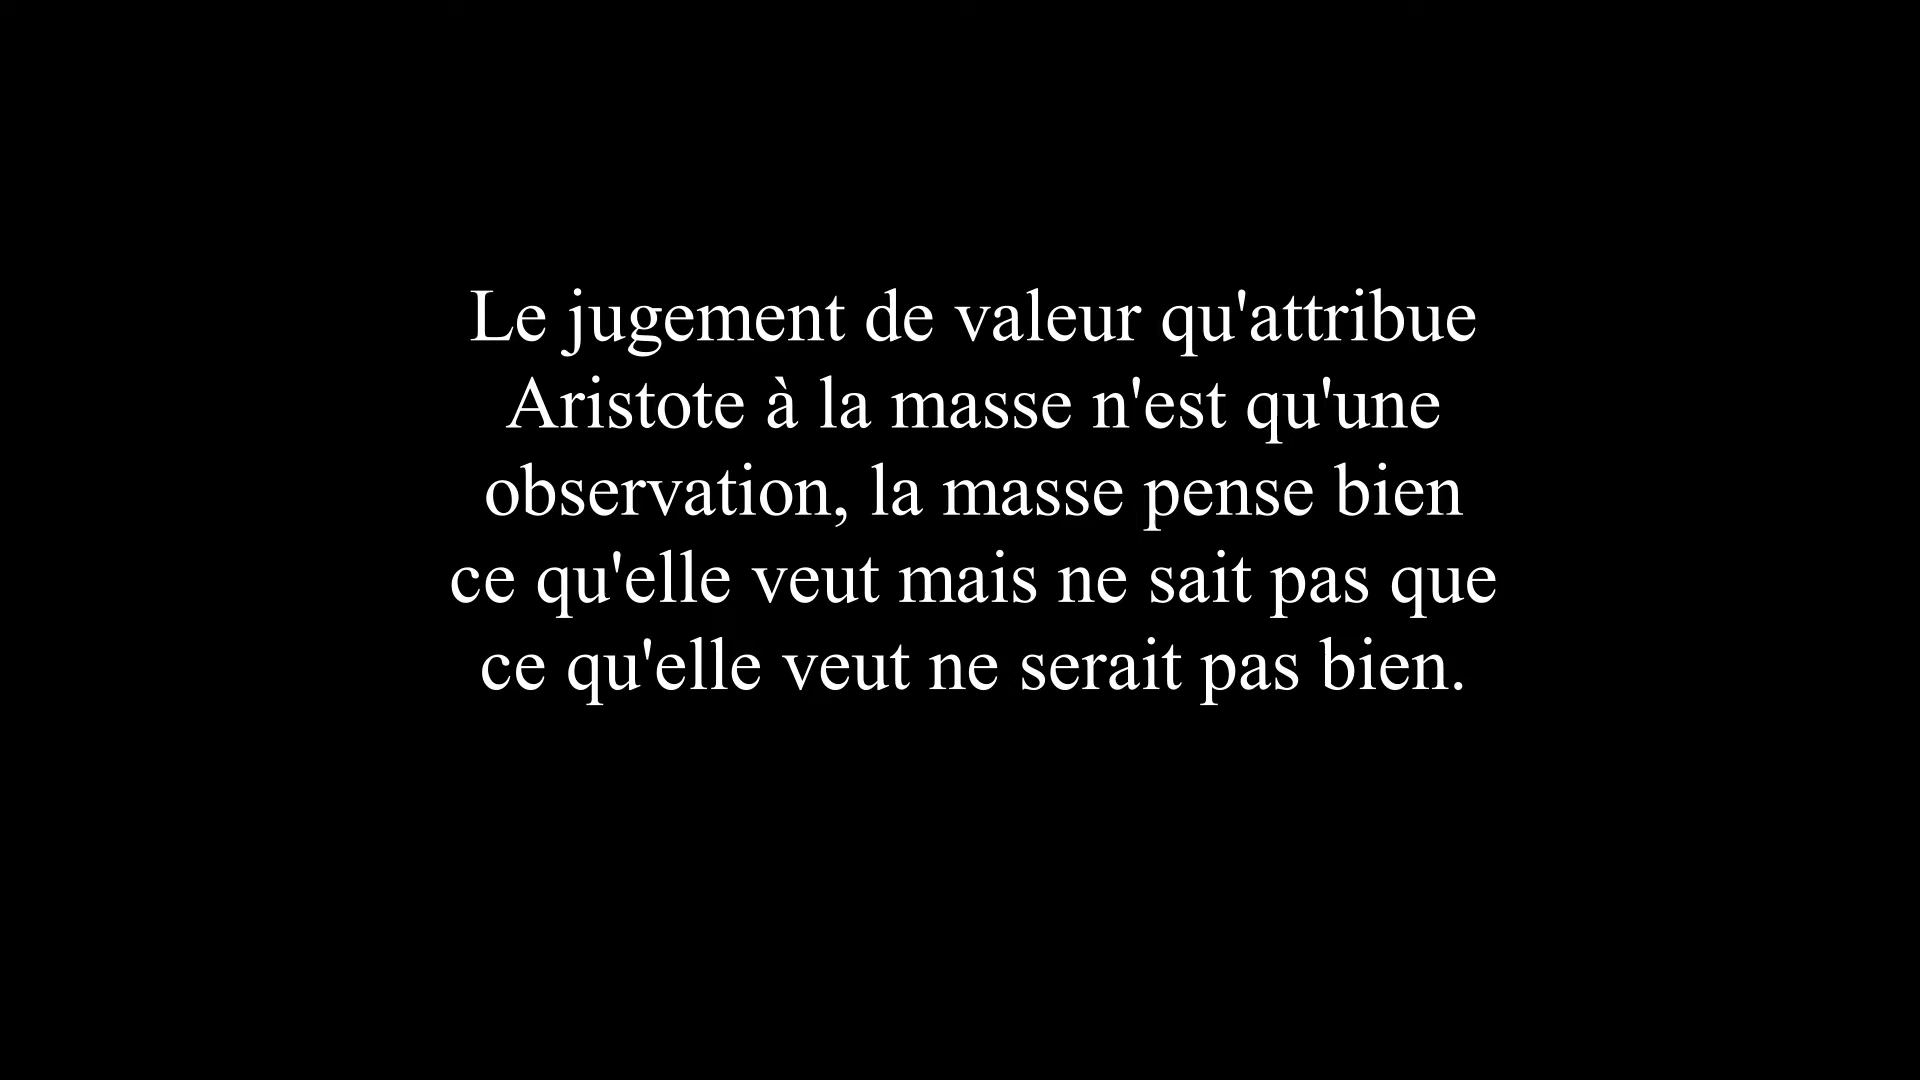 Le jugement de valeur qu'attribue
Aristote à la masse n'est qu'une
observation, la masse pense bien
ce qu'elle veut mais ne sait pas que
ce qu'elle veut ne serait pas bien.